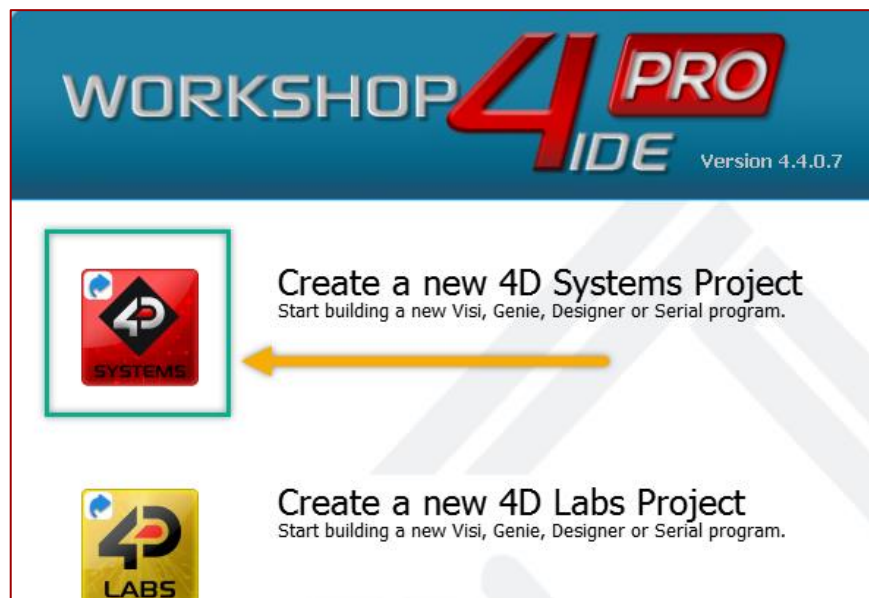 WORKSHOP 4 PRO
IDE Version 4.4.0.7
4D
SYSTEMS
Create a new 4D Systems Project
Start building a new Visi, Genie, Designer or Serial program.
4D
LABS
Create a new 4D Labs Project
Start building a new Visi, Genie, Designer or Serial program.